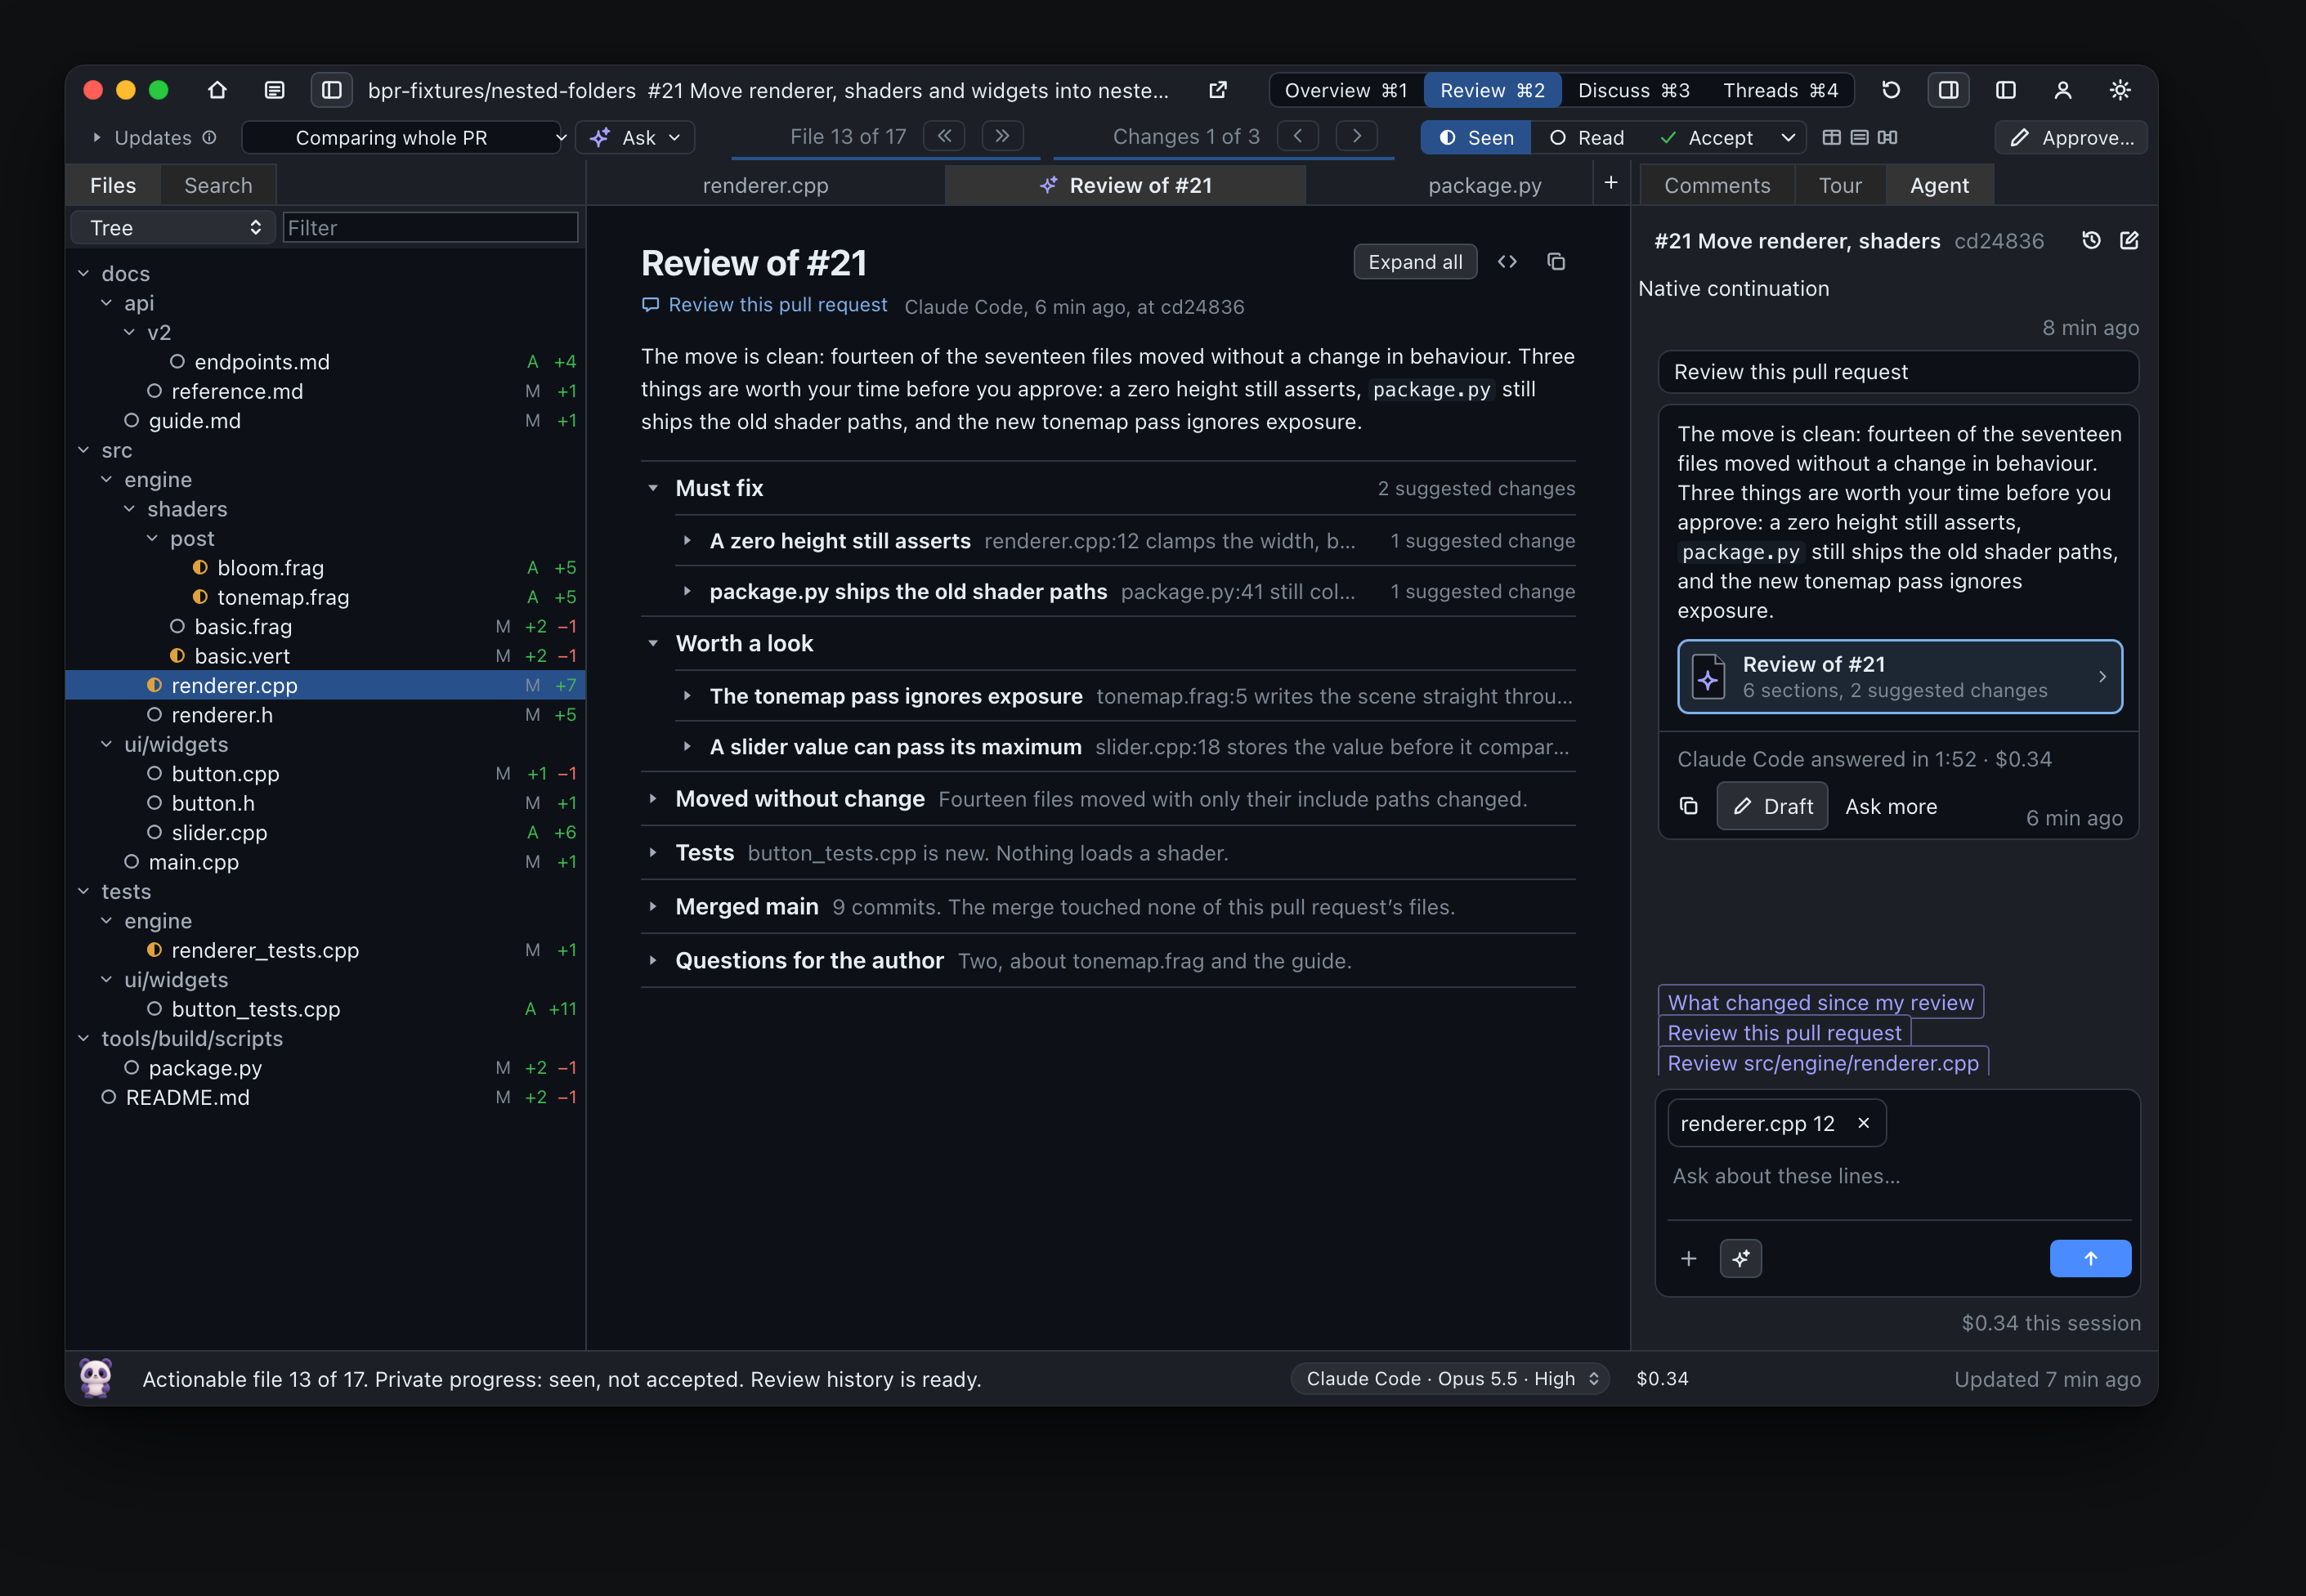 bpr-fixtures/nested-folders #21 Move renderer, shaders and widgets into neste...
Overview ⌘1 Review ⌘2 Discuss ⌘3 Threads ⌘4
Updates Comparing whole PR Ask File 13 of 17 Changes 1 of 3 Seen Read Accept Approve...
Files Search
Tree Filter
docs
api
v2
endpoints.md A +4
reference.md M +1
guide.md M +1
src
engine
shaders
post
bloom.frag A +5
tonemap.frag A +5
basic.frag M +2 −1
basic.vert M +2 −1
renderer.cpp M +7
renderer.h M +5
ui/widgets
button.cpp M +1 −1
button.h M +1
slider.cpp A +6
main.cpp M +1
tests
engine
renderer_tests.cpp M +1
ui/widgets
button_tests.cpp A +11
tools/build/scripts
package.py M +2 −1
README.md M +2 −1
renderer.cpp Review of #21 package.py +
Review of #21 Expand all
Review this pull request Claude Code, 6 min ago, at cd24836
The move is clean: fourteen of the seventeen files moved without a change in behaviour. Three
things are worth your time before you approve: a zero height still asserts, package.py still
ships the old shader paths, and the new tonemap pass ignores exposure.
Must fix 2 suggested changes
A zero height still asserts renderer.cpp:12 clamps the width, b... 1 suggested change
package.py ships the old shader paths package.py:41 still col... 1 suggested change
Worth a look
The tonemap pass ignores exposure tonemap.frag:5 writes the scene straight throu...
A slider value can pass its maximum slider.cpp:18 stores the value before it compar...
Moved without change Fourteen files moved with only their include paths changed.
Tests button_tests.cpp is new. Nothing loads a shader.
Merged main 9 commits. The merge touched none of this pull request’s files.
Questions for the author Two, about tonemap.frag and the guide.
Comments Tour Agent
#21 Move renderer, shaders cd24836
Native continuation
8 min ago
Review this pull request
The move is clean: fourteen of the seventeen
files moved without a change in behaviour.
Three things are worth your time before you
approve: a zero height still asserts,
package.py still ships the old shader paths,
and the new tonemap pass ignores
exposure.
Review of #21
6 sections, 2 suggested changes
Claude Code answered in 1:52 · $0.34
Draft Ask more 6 min ago
What changed since my review
Review this pull request
Review src/engine/renderer.cpp
renderer.cpp 12 ×
Ask about these lines...
$0.34 this session
Actionable file 13 of 17. Private progress: seen, not accepted. Review history is ready.
Claude Code · Opus 5.5 · High $0.34 Updated 7 min ago